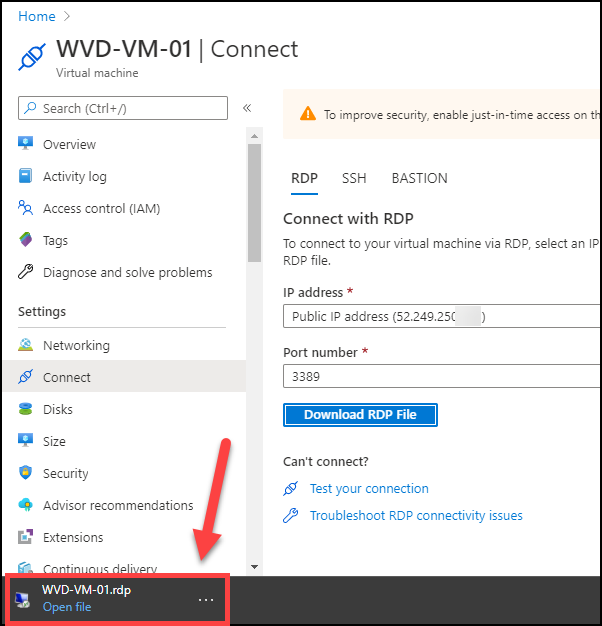 Home >
WVD-VM-01 | Connect
Virtual machine
Search (Ctrl+/)
«
Overview
Activity log
Access control (IAM)
Tags
Diagnose and solve problems
Settings
Networking
Connect
Disks
Size
Security
Advisor recommendations
Extensions
Continuous delivery
To improve security, enable just-in-time access on th
RDP SSH BASTION
Connect with RDP
To connect to your virtual machine via RDP, select an IP
RDP file.
IP address *
Public IP address (52.249.250 )
Port number *
3389
Download RDP File
Can't connect?
Test your connection
Troubleshoot RDP connectivity issues
WVD-VM-01.rdp
Open file
...